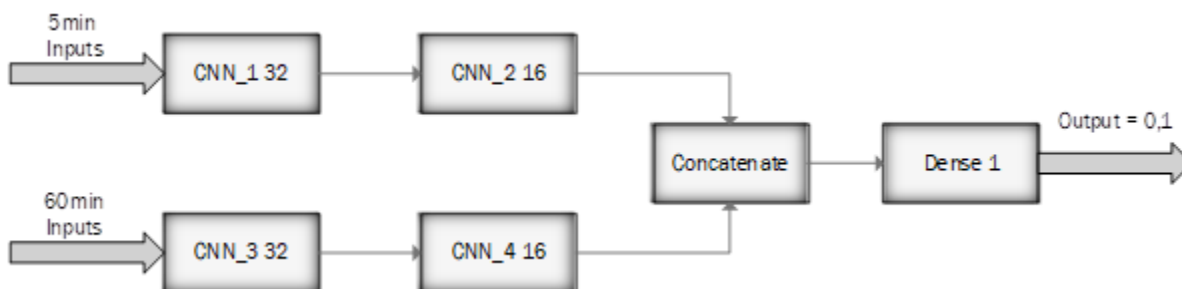 5min
Inputs
CNN_1 32
CNN_2 16
Concatenate
Dense 1
Output = 0,1
60min
Inputs
CNN_3 32
CNN_4 16